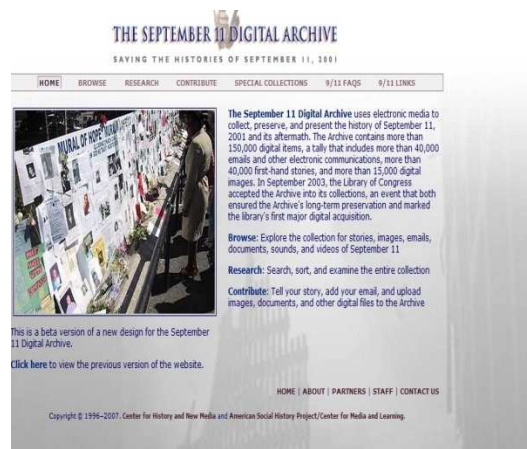 THE SEPTEMBER 11 DIGITAL ARCHIVE
SAVING THE HISTORIES OF SEPTEMBER 11, 2001
HOME BROWSE RESEARCH CONTRIBUTE SPECIAL COLLECTIONS 9/11 FAQS 9/11 LINKS
MURAL OF HOPE
The September 11 Digital Archive uses electronic media to
collect, preserve, and present the history of September 11,
2001 and its aftermath. The Archive contains more than
150,000 digital items, a tally that includes more than 40,000
emails and other electronic communications, more than
40,000 first-hand stories, and more than 15,000 digital
images. In September 2003, the Library of Congress
accepted the Archive into its collections, an event that both
ensured the Archive's long-term preservation and marked
the library's first major digital acquisition.
Browse: Explore the collection for stories, images, emails,
documents, sounds, and videos of September 11
Research: Search, sort, and examine the entire collection
Contribute: Tell your story, add your email, and upload
images, documents, and other digital files to the Archive
This is a beta version of a new design for the September
11 Digital Archive.
Click here to view the previous version of the website.
HOME | ABOUT | PARTNERS | STAFF | CONTACT US
Copyright © 1996–2007. Center for History and New Media and American Social History Project/Center for Media and Learning.